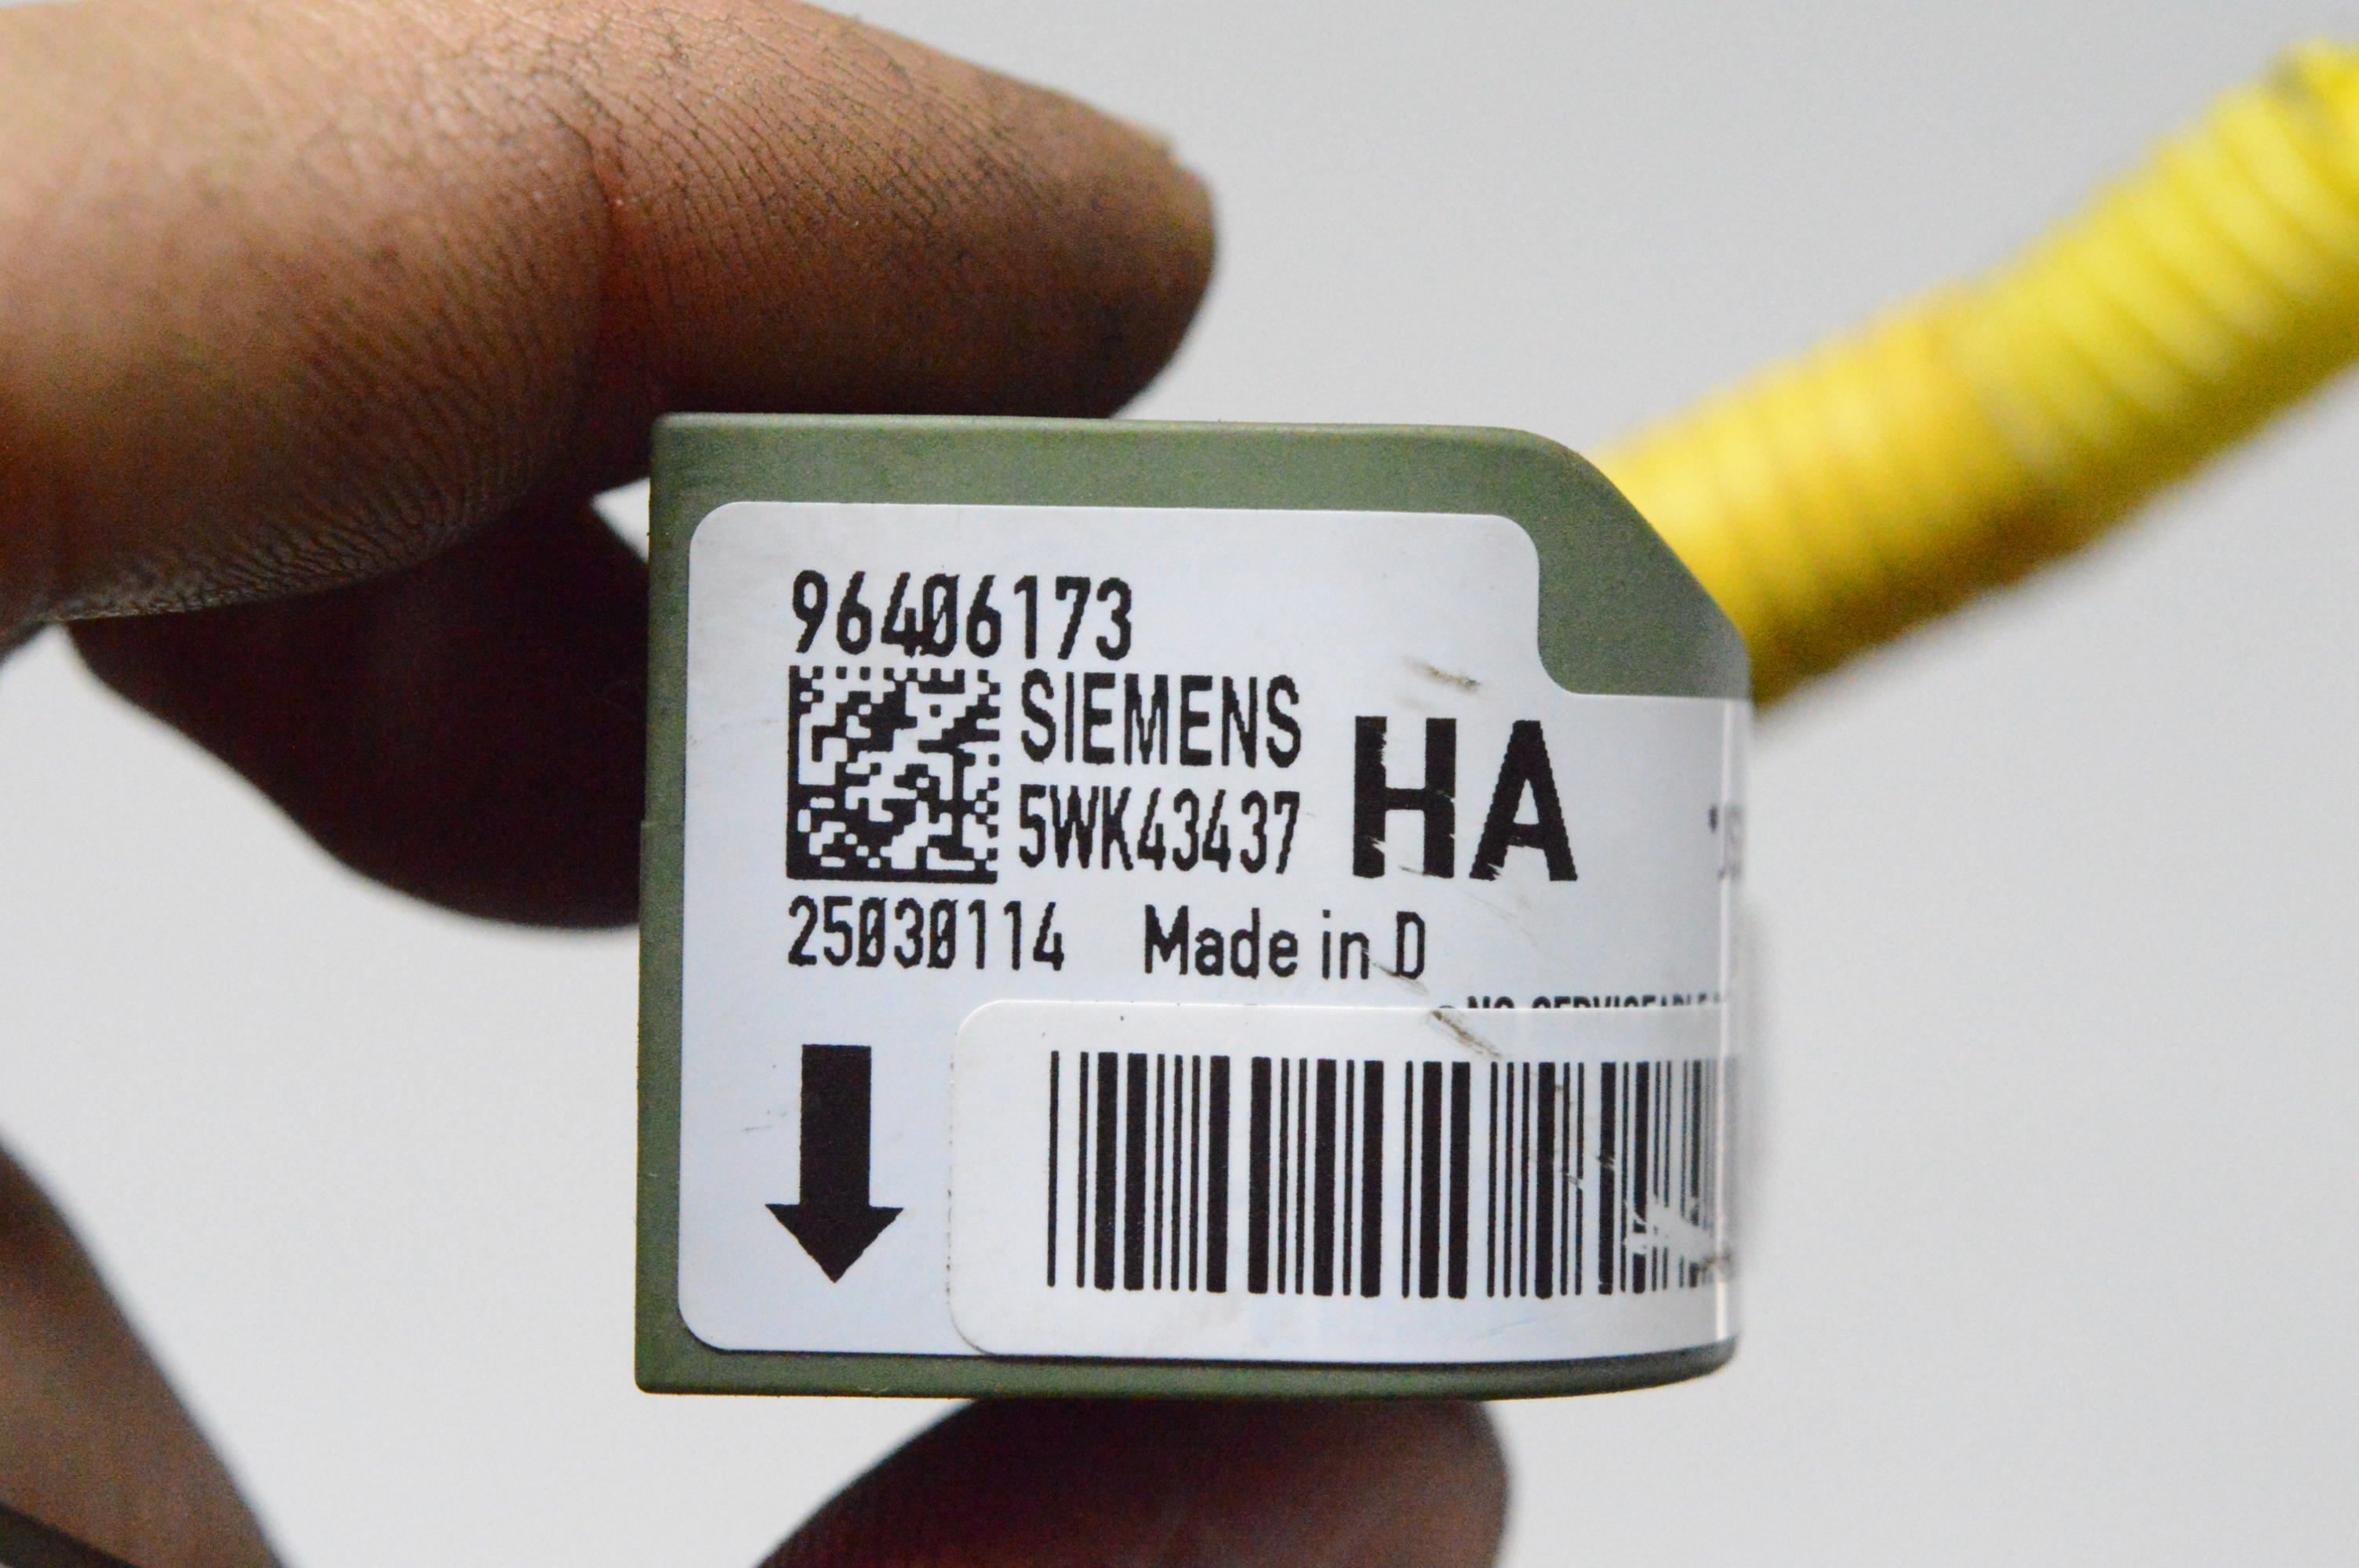 96406173
SIEMENS
5WK43437
HA
25030114 Made in D